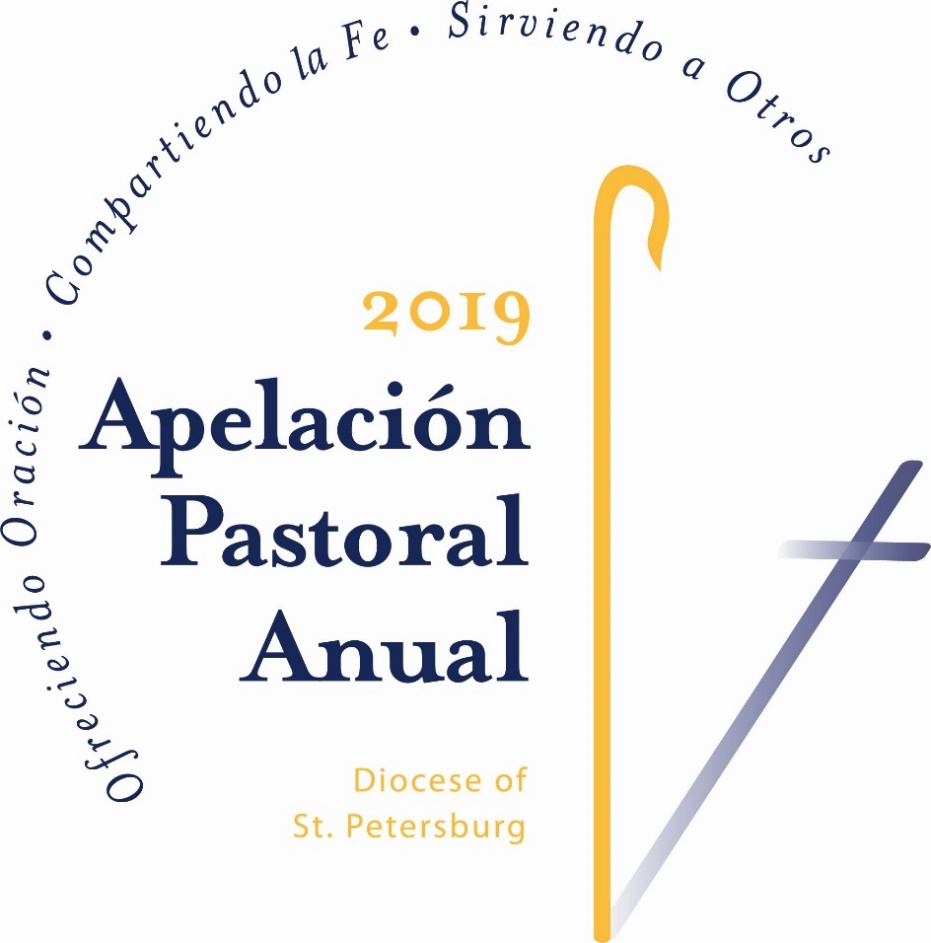 Ofreciendo Oración • Compartiendo la Fe • Sirviendo a Otros
2019
Apelación
Pastoral
Anual
Diocese of
St. Petersburg